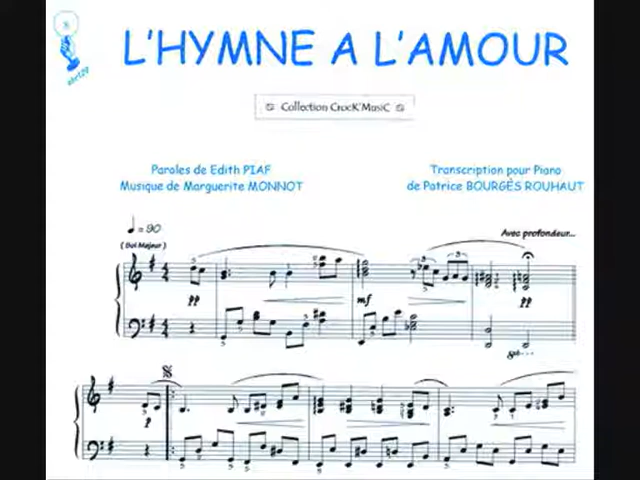 L'HYMNE A L'AMOUR
Collection CrocK'MusiC
Paroles de Edith PIAF
Musique de Marguerite MONNOT
Transcription pour Piano
de Patrice BOURGÈS ROUHAUT
♩ = 90
(Sol Majeur)
Avec profondeur...
pp
mf
pp
8va---
p